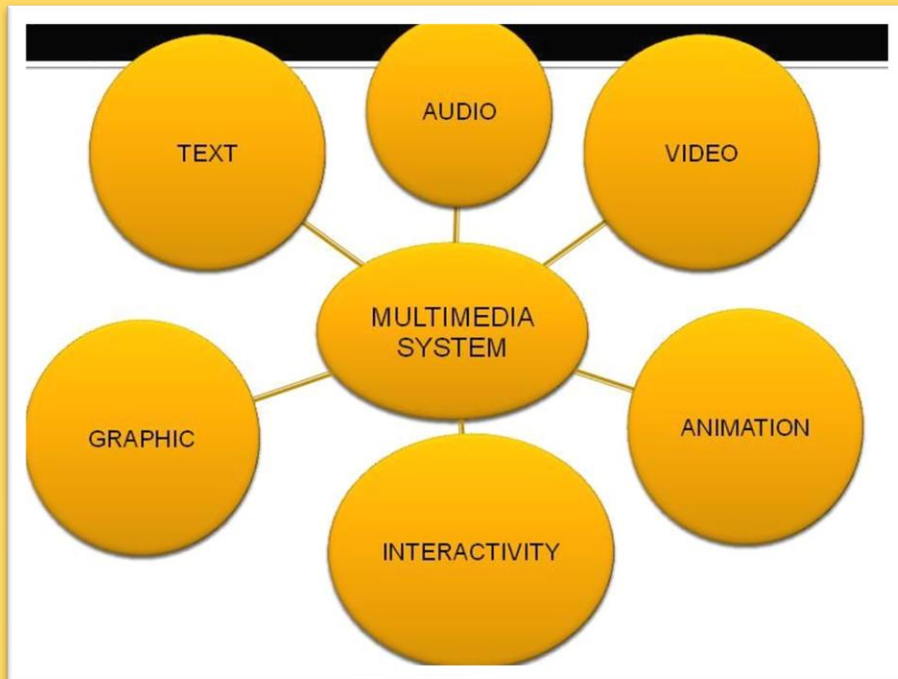 AUDIO
TEXT
VIDEO
MULTIMEDIA
SYSTEM
GRAPHIC
ANIMATION
INTERACTIVITY